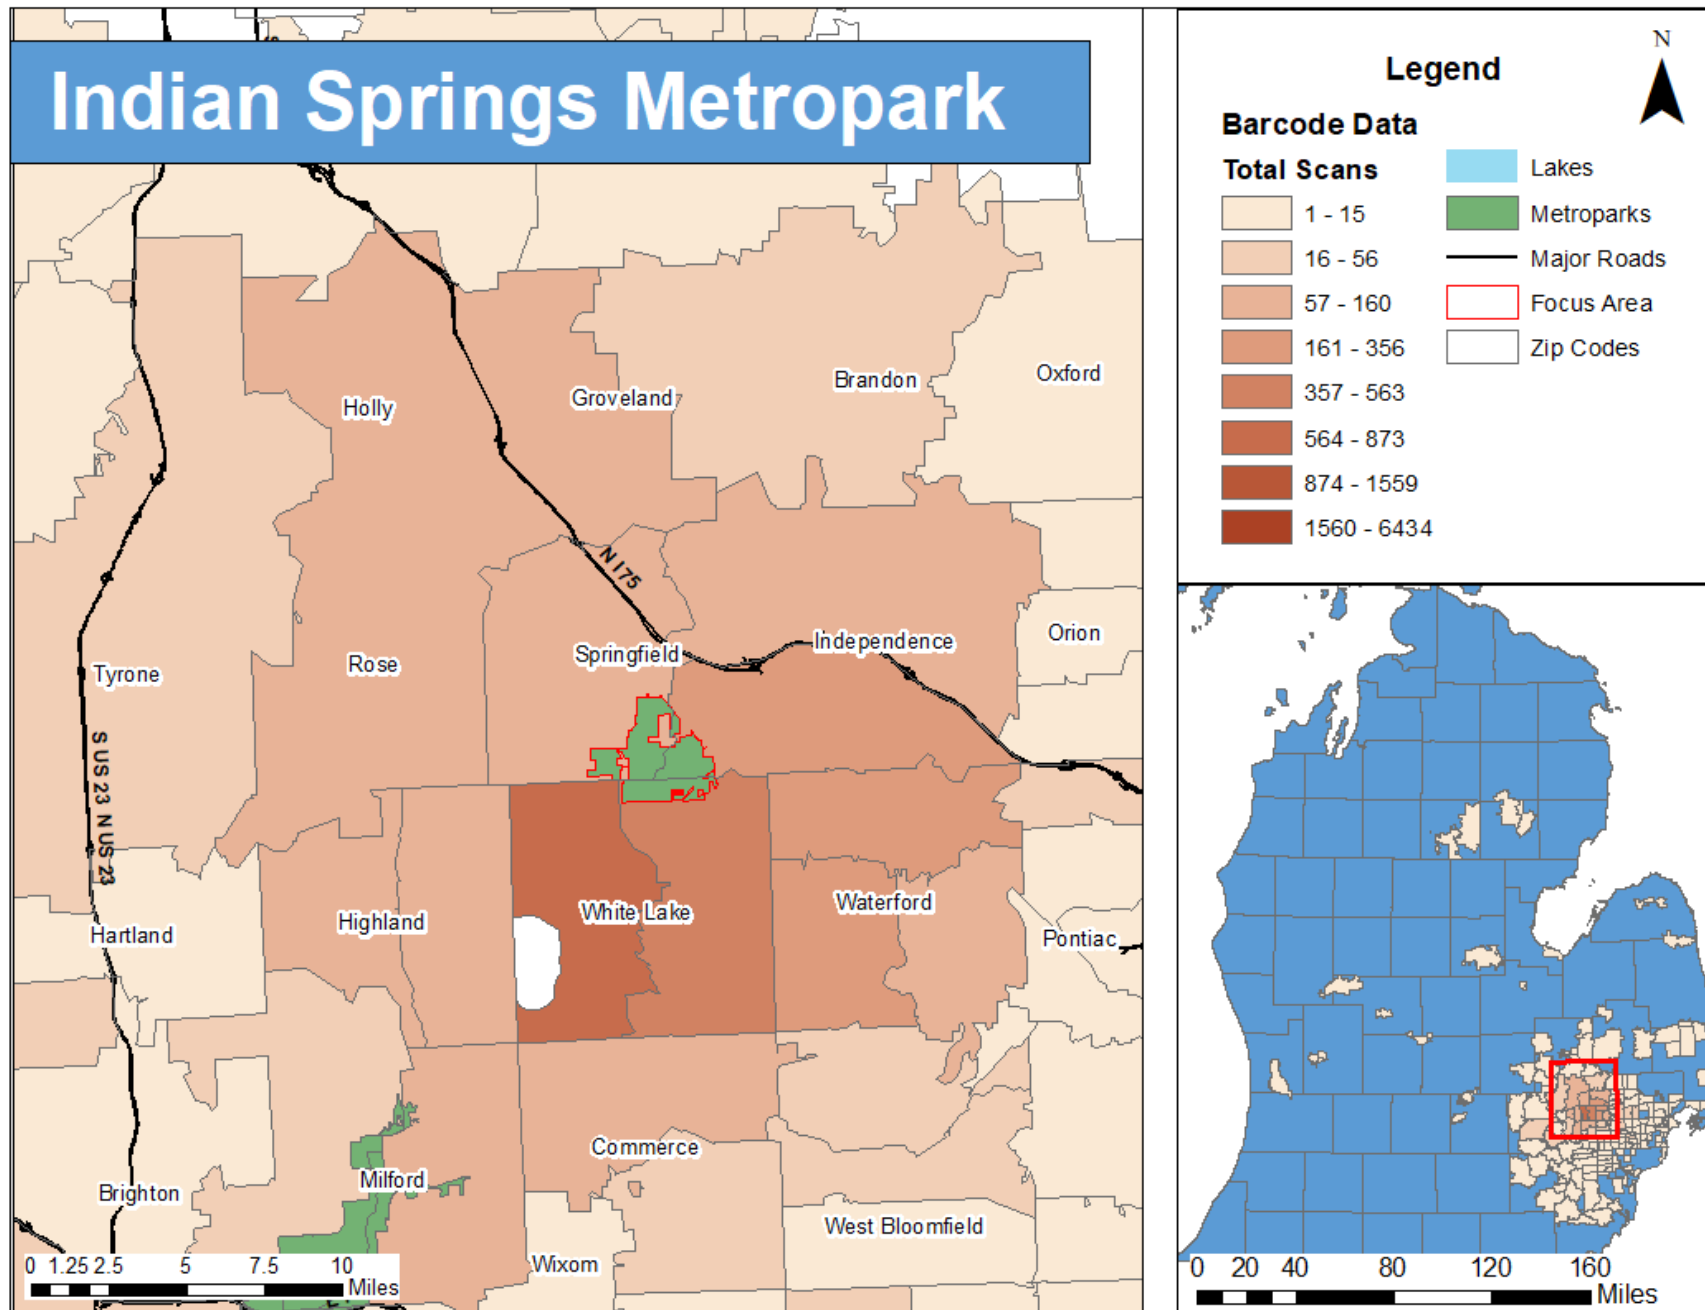 Indian Springs Metropark
Holly
Groveland
Brandon
Oxford
N I 75
Springfield
Independence
Orion
Tyrone
Rose
S US 23 N US 23
Hartland
Highland
White Lake
Waterford
Pontiac
Commerce
Milford
Brighton
West Bloomfield
Wixom
0 1.25 2.5 5 7.5 10
Miles
N
Legend
Barcode Data
Total Scans
1 - 15
16 - 56
57 - 160
161 - 356
357 - 563
564 - 873
874 - 1559
1560 - 6434
Lakes
Metroparks
Major Roads
Focus Area
Zip Codes
0 20 40 80 120 160
Miles